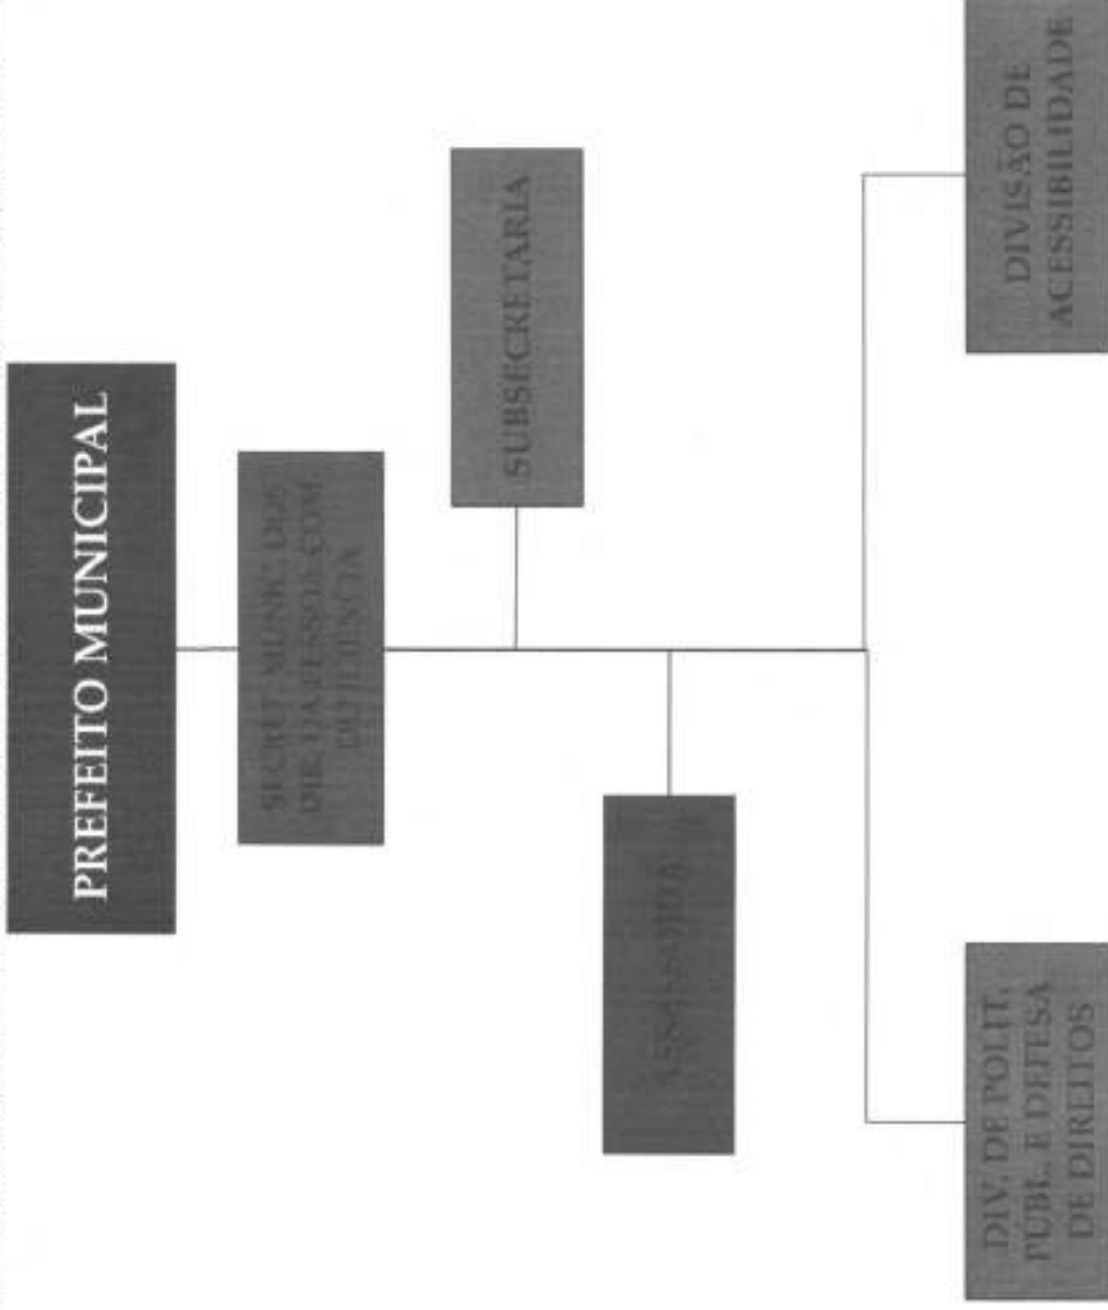 PREFEITO MUNICIPAL
SECRET. MUNIC. DOS
DIR. DA PESSOA COM
SUBSECRETARIA
DIV. DE POLIT.
PÚBL. E DEFESA
DE DIREITOS
DIVISÃO DE
ACESSIBILIDADE